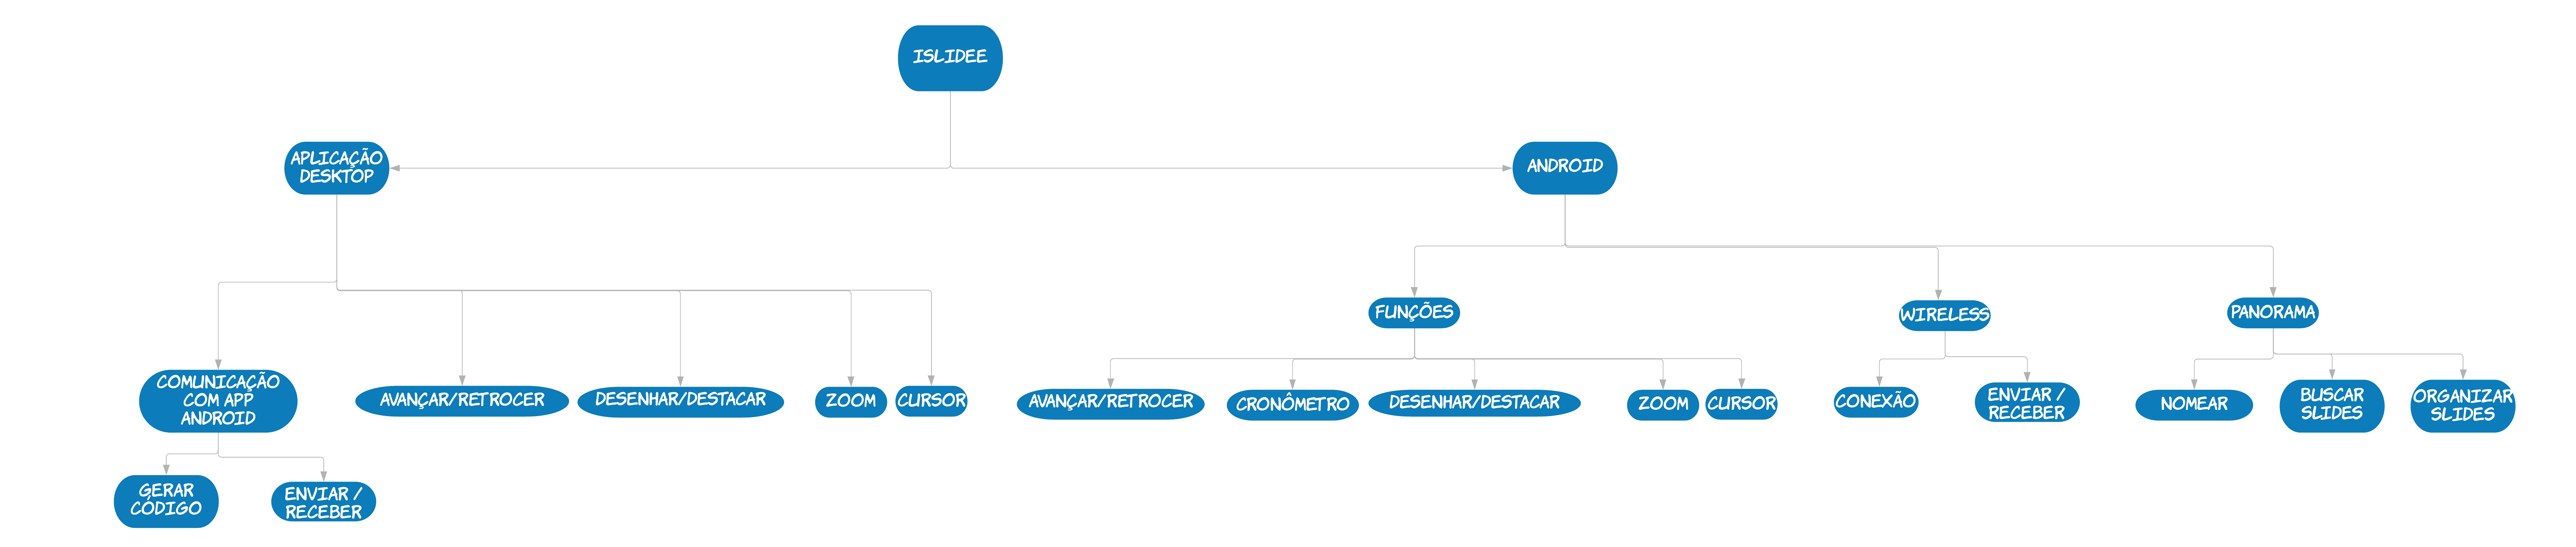 ISLIDEE
APLICAÇÃO
DESKTOP
ANDROID
FUNÇÕES
WIRELESS
PANORAMA
COMUNICAÇÃO
COM APP
ANDROID
AVANÇAR/RETROCER
DESENHAR/DESTACAR
ZOOM
CURSOR
AVANÇAR/RETROCER
CRONÔMETRO
DESENHAR/DESTACAR
ZOOM
CURSOR
CONEXÃO
ENVIAR /
RECEBER
NOMEAR
BUSCAR
SLIDES
ORGANIZAR
SLIDES
GERAR
CÓDIGO
ENVIAR /
RECEBER